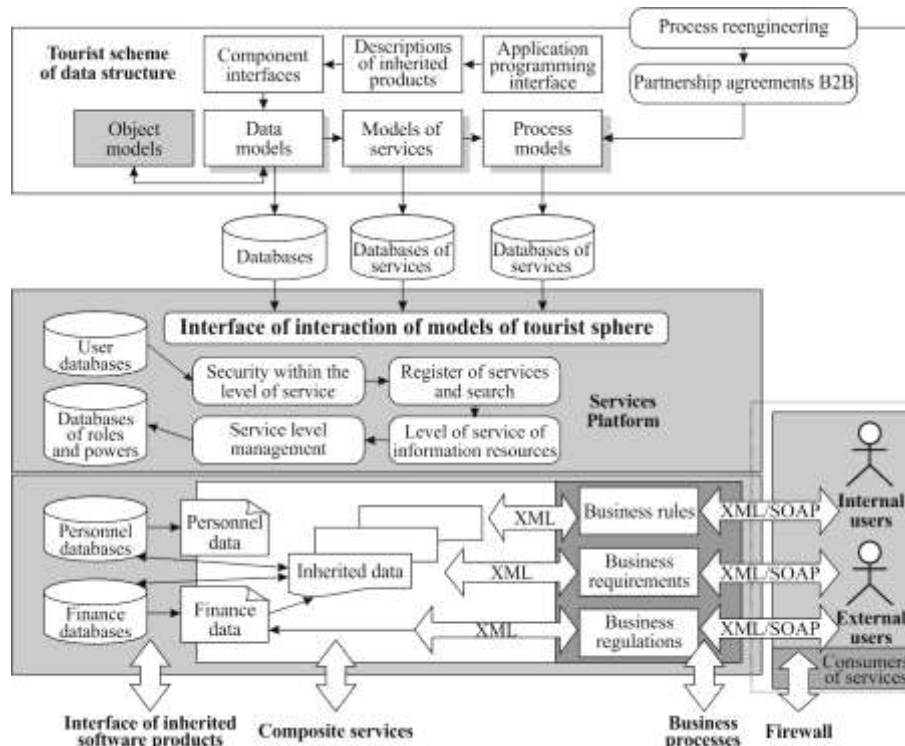 Process reengineering
Tourist scheme
of data structure
Component
interfaces
Descriptions
of inherited
products
Application
programming
interface
Partnership agreements B2B
Object
models
Data
models
Models of
services
Process
models
Databases
Databases of
services
Databases of
services
Interface of interaction of models of tourist sphere
User
databases
Security within the
level of service
Register of services
and search
Services
Platform
Databases
of roles
and powers
Service level
management
Level of service of
information resources
Internal
users
Personnel
databases
Personnel
data
XML
Business rules
XML/SOAP
Inherited data
XML
Business
requirements
XML/SOAP
Finance
databases
Finance
data
XML
Business
regulations
XML/SOAP
External
users
Consumers
of services
Interface of inherited
software products
Composite services
Business
processes
Firewall